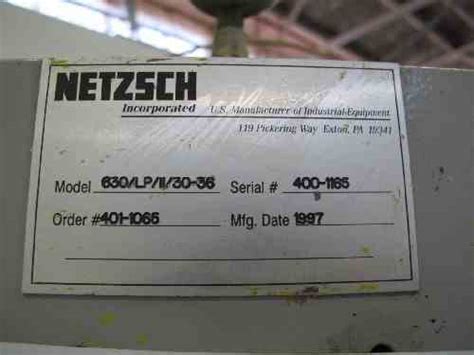 NETZSCH
Incorporated U.S. Manufacturer of Industrial Equipment
119 Pickering Way Exton, PA 19341
Model 630/LP/II/30-36 Serial # 400-1165
Order #401-1065 Mfg. Date 1997